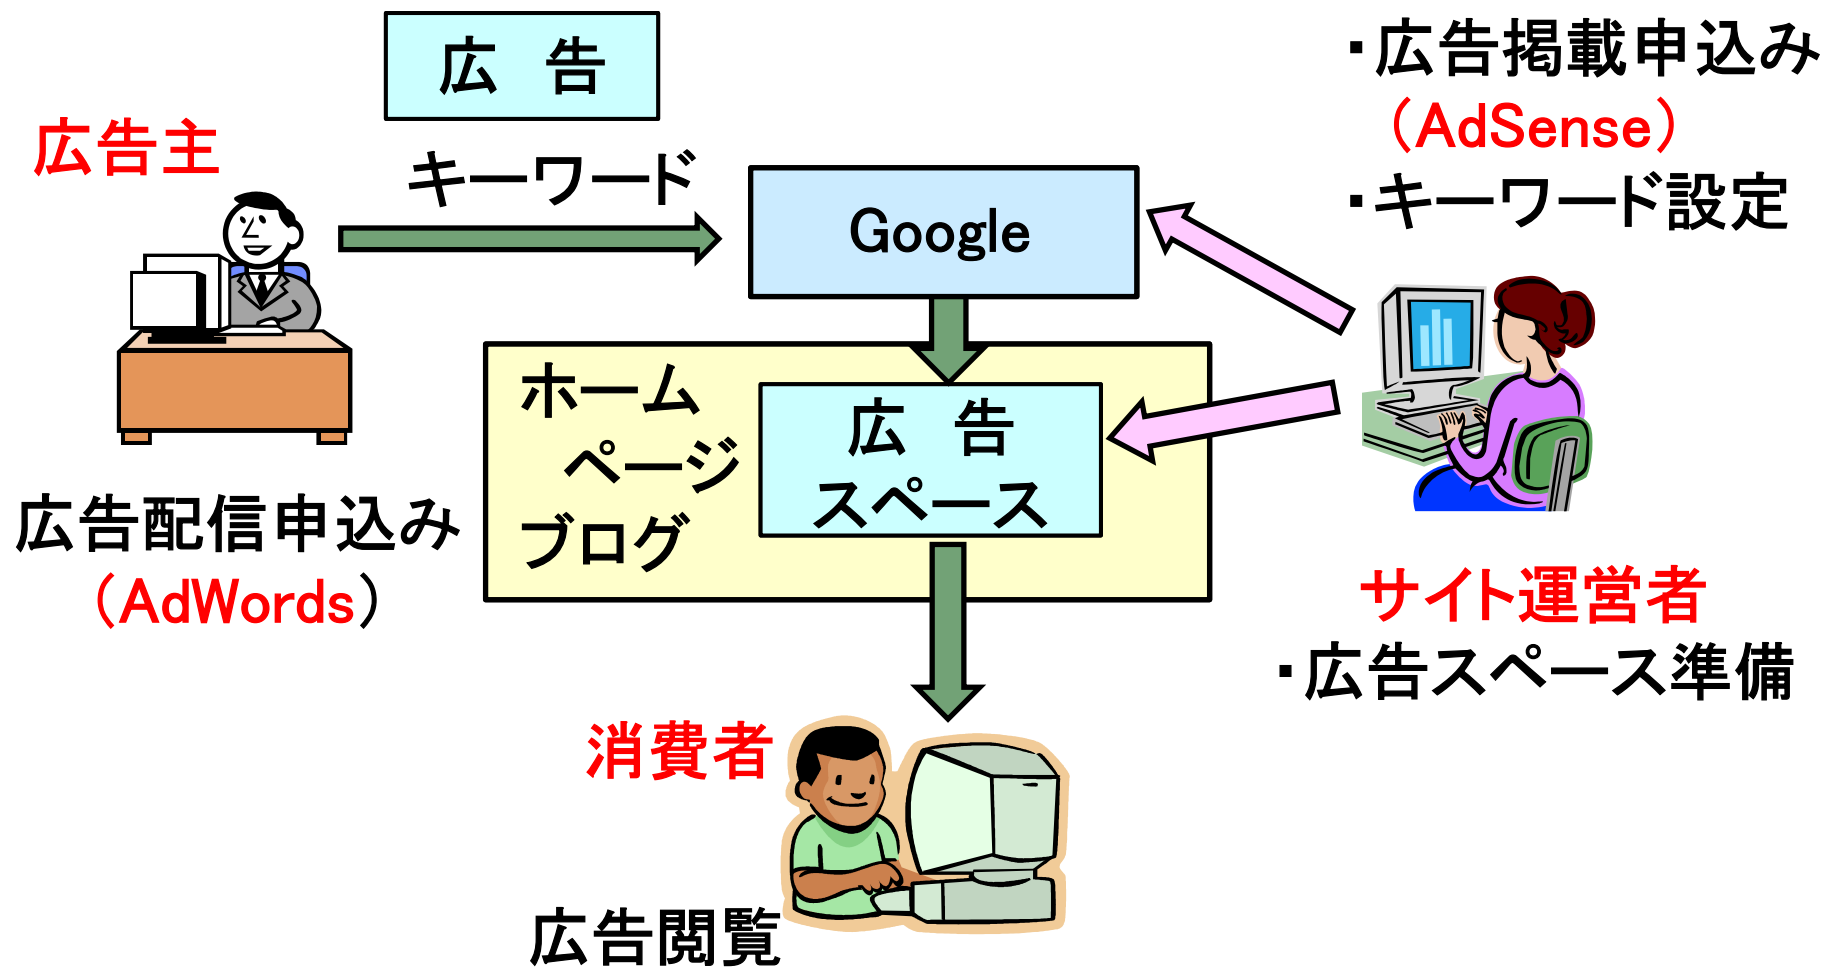 広　告
キーワード
広告主
広告配信申込み
（AdWords）
Google
・広告掲載申込み
（AdSense）
・キーワード設定
ホーム
ページ
ブログ
広　告
スペース
サイト運営者
・広告スペース準備
消費者
広告閲覧